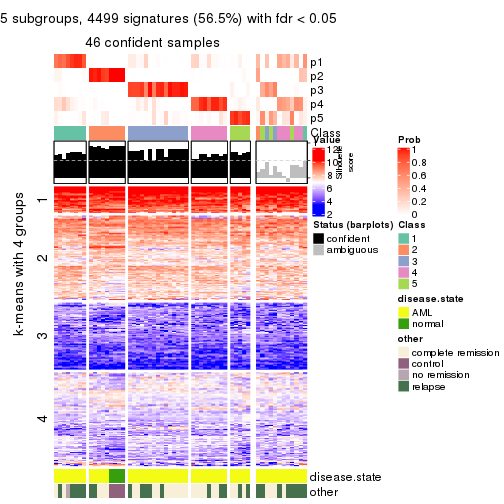 5 subgroups, 4499 signatures (56.5%) with fdr < 0.05
46 confident samples
p1
p2
p3
p4
p5
Class
Silhouette
score
k-means with 4 groups
1
2
3
4
disease.state
other
Value
12
8
6
4
2
Prob
1
0.8
0.6
0.4
0.2
0
Status (barplots)
confident
ambiguous
Class
1
2
3
4
5
disease.state
AML
normal
other
complete remission
control
no remission
relapse